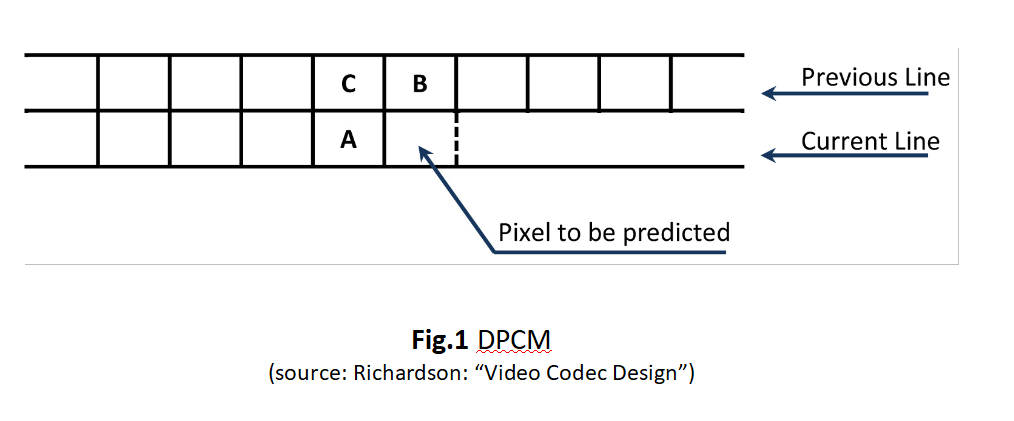 C B
Previous Line
A
Current Line
Pixel to be predicted
Fig.1 DPCM
(source: Richardson: “Video Codec Design”)